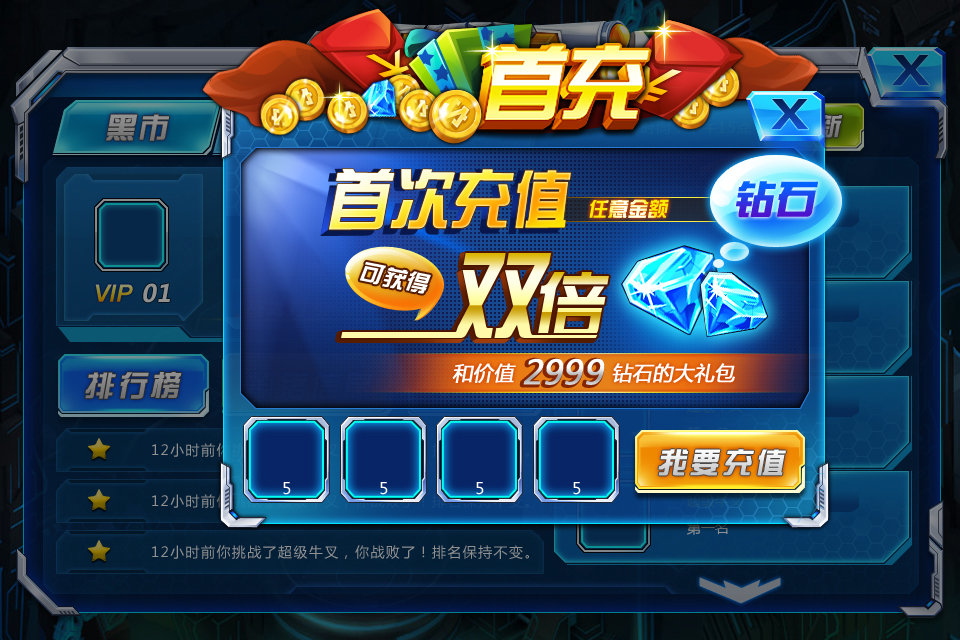 首充
X
X
黑市
新
首次充值 任意金额
钻石
VIP 01
可获得
双倍
和价值 2999 钻石的大礼包
排行榜
5
5
5
5
我要充值
12小时前你
12小时前你
第一名
12小时前你挑战了超级牛叉，你战败了！排名保持不变。